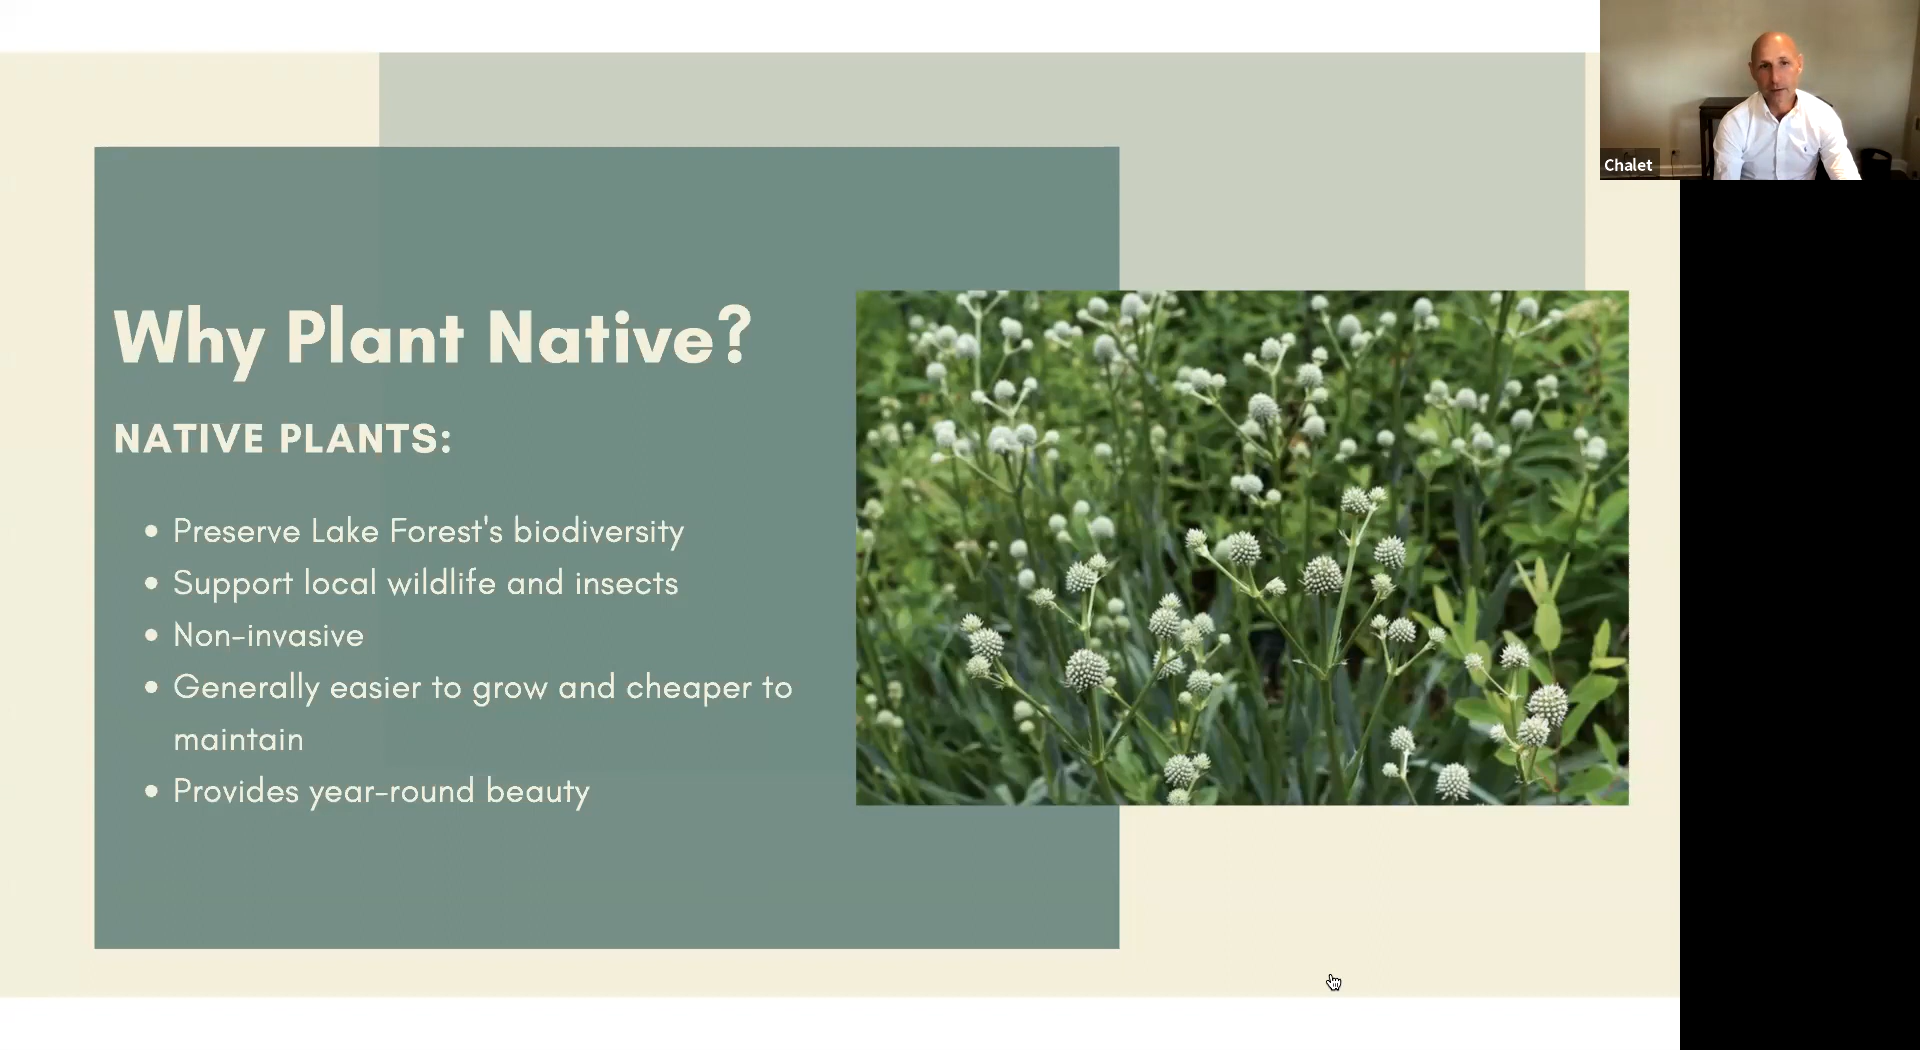 Why Plant Native?
NATIVE PLANTS:
• Preserve Lake Forest's biodiversity
• Support local wildlife and insects
• Non-invasive
• Generally easier to grow and cheaper to
maintain
• Provides year-round beauty
Chalet